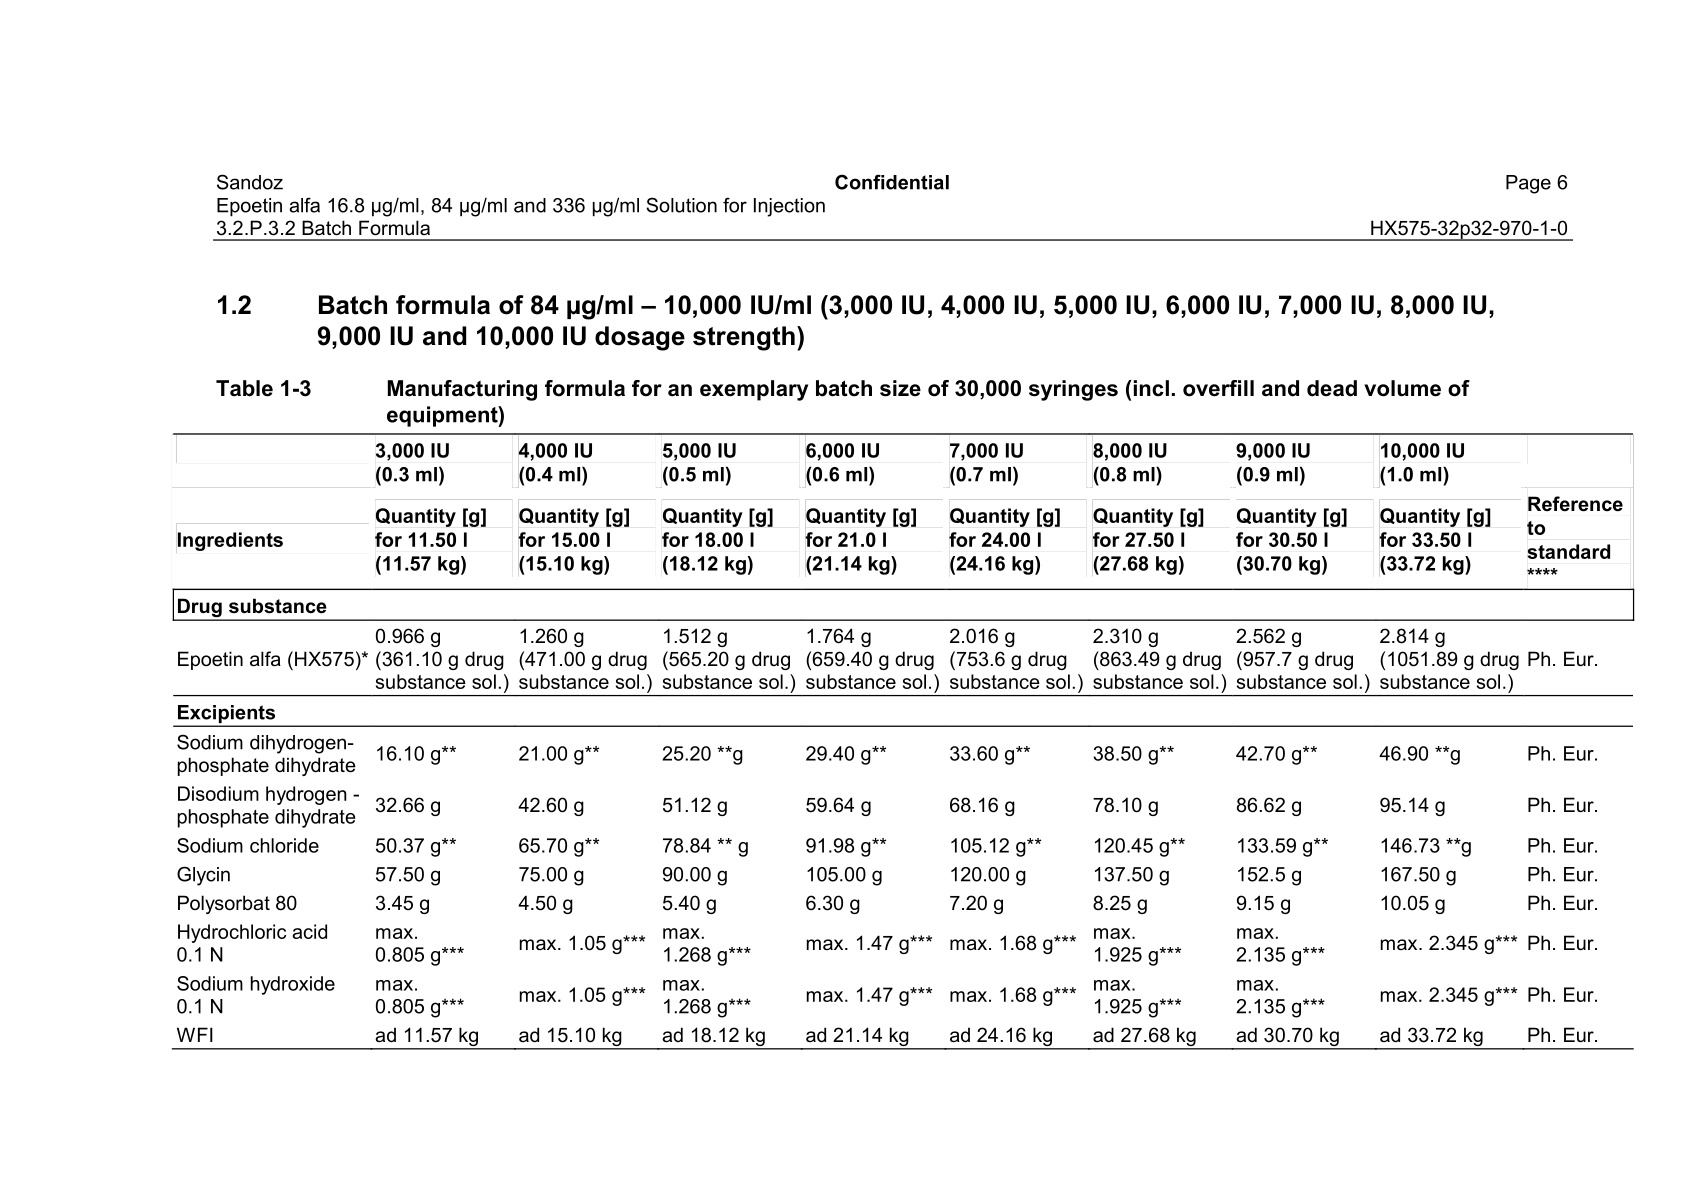 Sandoz Confidential Page 6
Epoetin alfa 16.8 µg/ml, 84 µg/ml and 336 µg/ml Solution for Injection
3.2.P.3.2 Batch Formula HX575-32p32-970-1-0
1.2 Batch formula of 84 µg/ml – 10,000 IU/ml (3,000 IU, 4,000 IU, 5,000 IU, 6,000 IU, 7,000 IU, 8,000 IU,
9,000 IU and 10,000 IU dosage strength)
Table 1-3 Manufacturing formula for an exemplary batch size of 30,000 syringes (incl. overfill and dead volume of
equipment)
3,000 IU 4,000 IU 5,000 IU 6,000 IU 7,000 IU 8,000 IU 9,000 IU 10,000 IU
(0.3 ml) (0.4 ml) (0.5 ml) (0.6 ml) (0.7 ml) (0.8 ml) (0.9 ml) (1.0 ml)
Ingredients
Quantity [g] Quantity [g] Quantity [g] Quantity [g] Quantity [g] Quantity [g] Quantity [g] Quantity [g]
for 11.50 l for 15.00 l for 18.00 l for 21.0 l for 24.00 l for 27.50 l for 30.50 l for 33.50 l
(11.57 kg) (15.10 kg) (18.12 kg) (21.14 kg) (24.16 kg) (27.68 kg) (30.70 kg) (33.72 kg)
Reference
to
standard
****
Drug substance
0.966 g 1.260 g 1.512 g 1.764 g 2.016 g 2.310 g 2.562 g 2.814 g
Epoetin alfa (HX575)* (361.10 g drug (471.00 g drug (565.20 g drug (659.40 g drug (753.6 g drug (863.49 g drug (957.7 g drug (1051.89 g drug Ph. Eur.
substance sol.) substance sol.) substance sol.) substance sol.) substance sol.) substance sol.) substance sol.) substance sol.)
Excipients
Sodium dihydrogen-
phosphate dihydrate
16.10 g** 21.00 g** 25.20 **g 29.40 g** 33.60 g** 38.50 g** 42.70 g** 46.90 **g Ph. Eur.
Disodium hydrogen -
phosphate dihydrate
32.66 g 42.60 g 51.12 g 59.64 g 68.16 g 78.10 g 86.62 g 95.14 g Ph. Eur.
Sodium chloride 50.37 g** 65.70 g** 78.84 ** g 91.98 g** 105.12 g** 120.45 g** 133.59 g** 146.73 **g Ph. Eur.
Glycin 57.50 g 75.00 g 90.00 g 105.00 g 120.00 g 137.50 g 152.5 g 167.50 g Ph. Eur.
Polysorbat 80 3.45 g 4.50 g 5.40 g 6.30 g 7.20 g 8.25 g 9.15 g 10.05 g Ph. Eur.
Hydrochloric acid
0.1 N
max.
0.805 g***
max. 1.05 g***
max.
1.268 g***
max. 1.47 g*** max. 1.68 g***
max.
1.925 g***
max.
2.135 g***
max. 2.345 g*** Ph. Eur.
Sodium hydroxide
0.1 N
max.
0.805 g***
max. 1.05 g***
max.
1.268 g***
max. 1.47 g*** max. 1.68 g***
max.
1.925 g***
max.
2.135 g***
max. 2.345 g*** Ph. Eur.
WFI ad 11.57 kg ad 15.10 kg ad 18.12 kg ad 21.14 kg ad 24.16 kg ad 27.68 kg ad 30.70 kg ad 33.72 kg Ph. Eur.